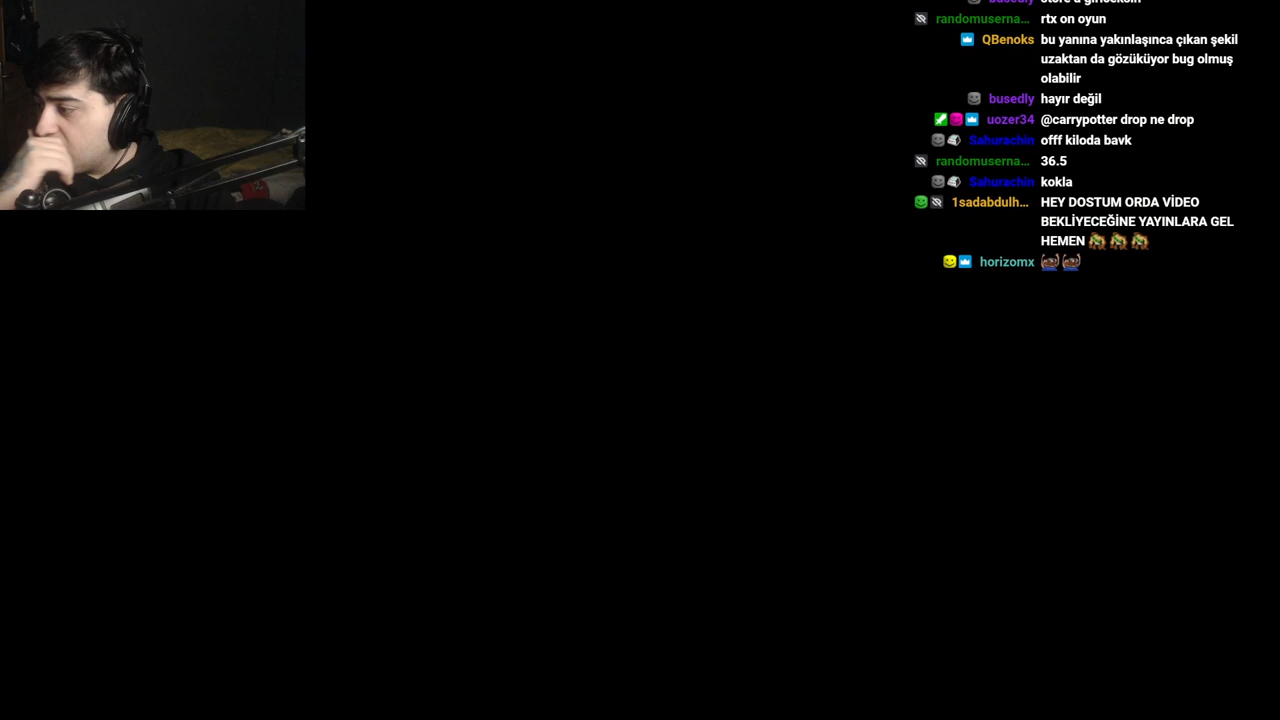 randomuserna… rtx on oyun
QBenoks bu yanına yakınlaşınca çıkan şekil
uzaktan da gözüküyor bug olmuş
olabilir
busedly hayır değil
uozer34 @carrypotter drop ne drop
Sahurachin offf kiloda bavk
randomuserna… 36.5
Sahurachin kokla
1sadabdulh… HEY DOSTUM ORDA VİDEO
BEKLİYECEĞİNE YAYINLARA GEL
HEMEN
horizomx